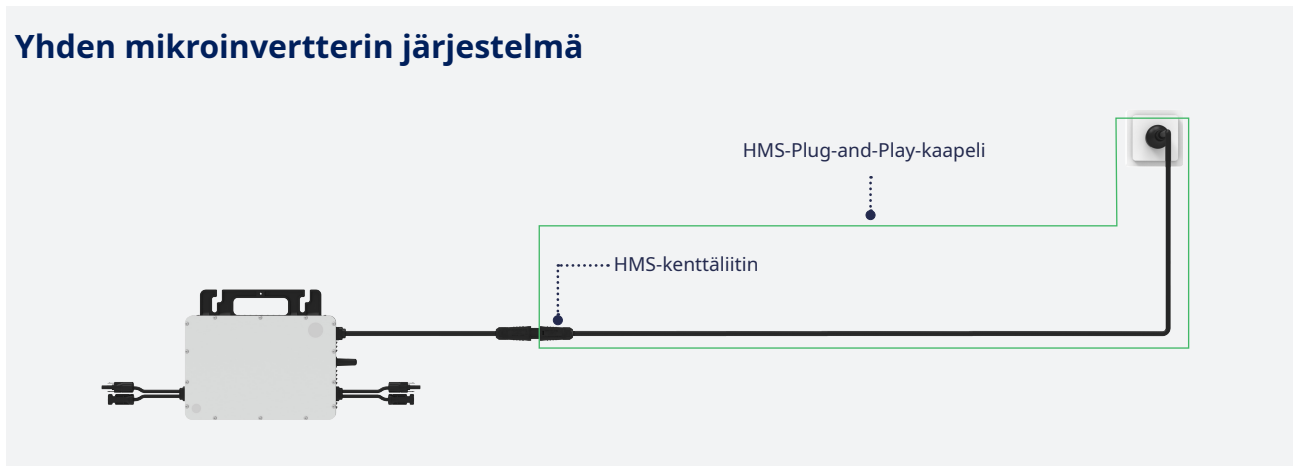 Yhden mikroinvertterin järjestelmä
HMS-Plug-and-Play-kaapeli
HMS-kenttäliitin